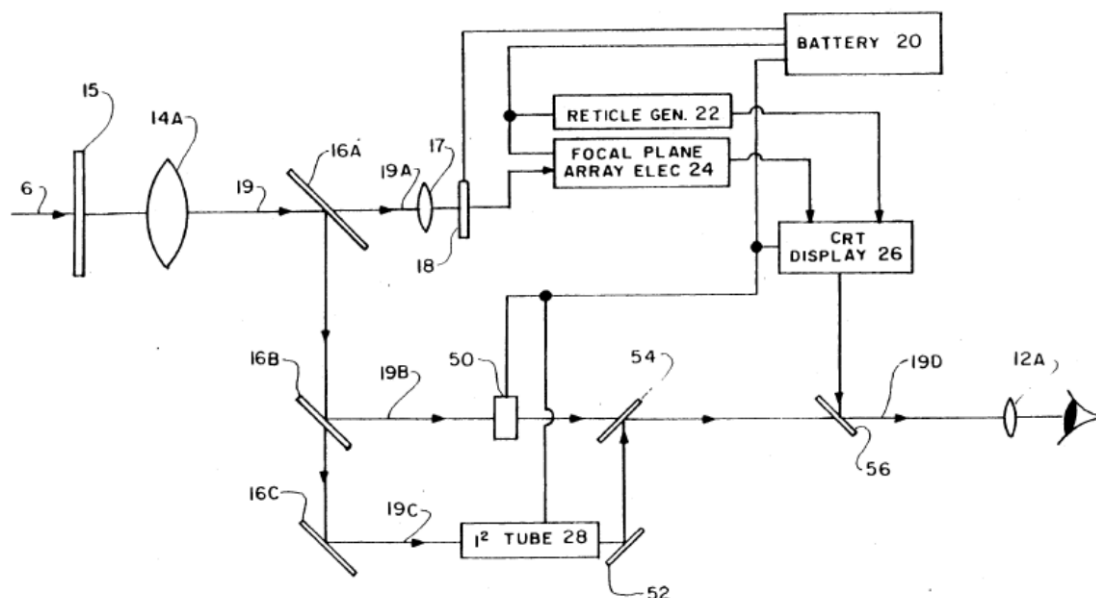 15
14A
6
19
16A
19A
17
18
BATTERY 20
RETICLE GEN. 22
FOCAL PLANE
ARRAY ELEC 24
CRT
DISPLAY 26
16B
19B
50
54
19D
12A
56
16C
19C
I² TUBE 28
52